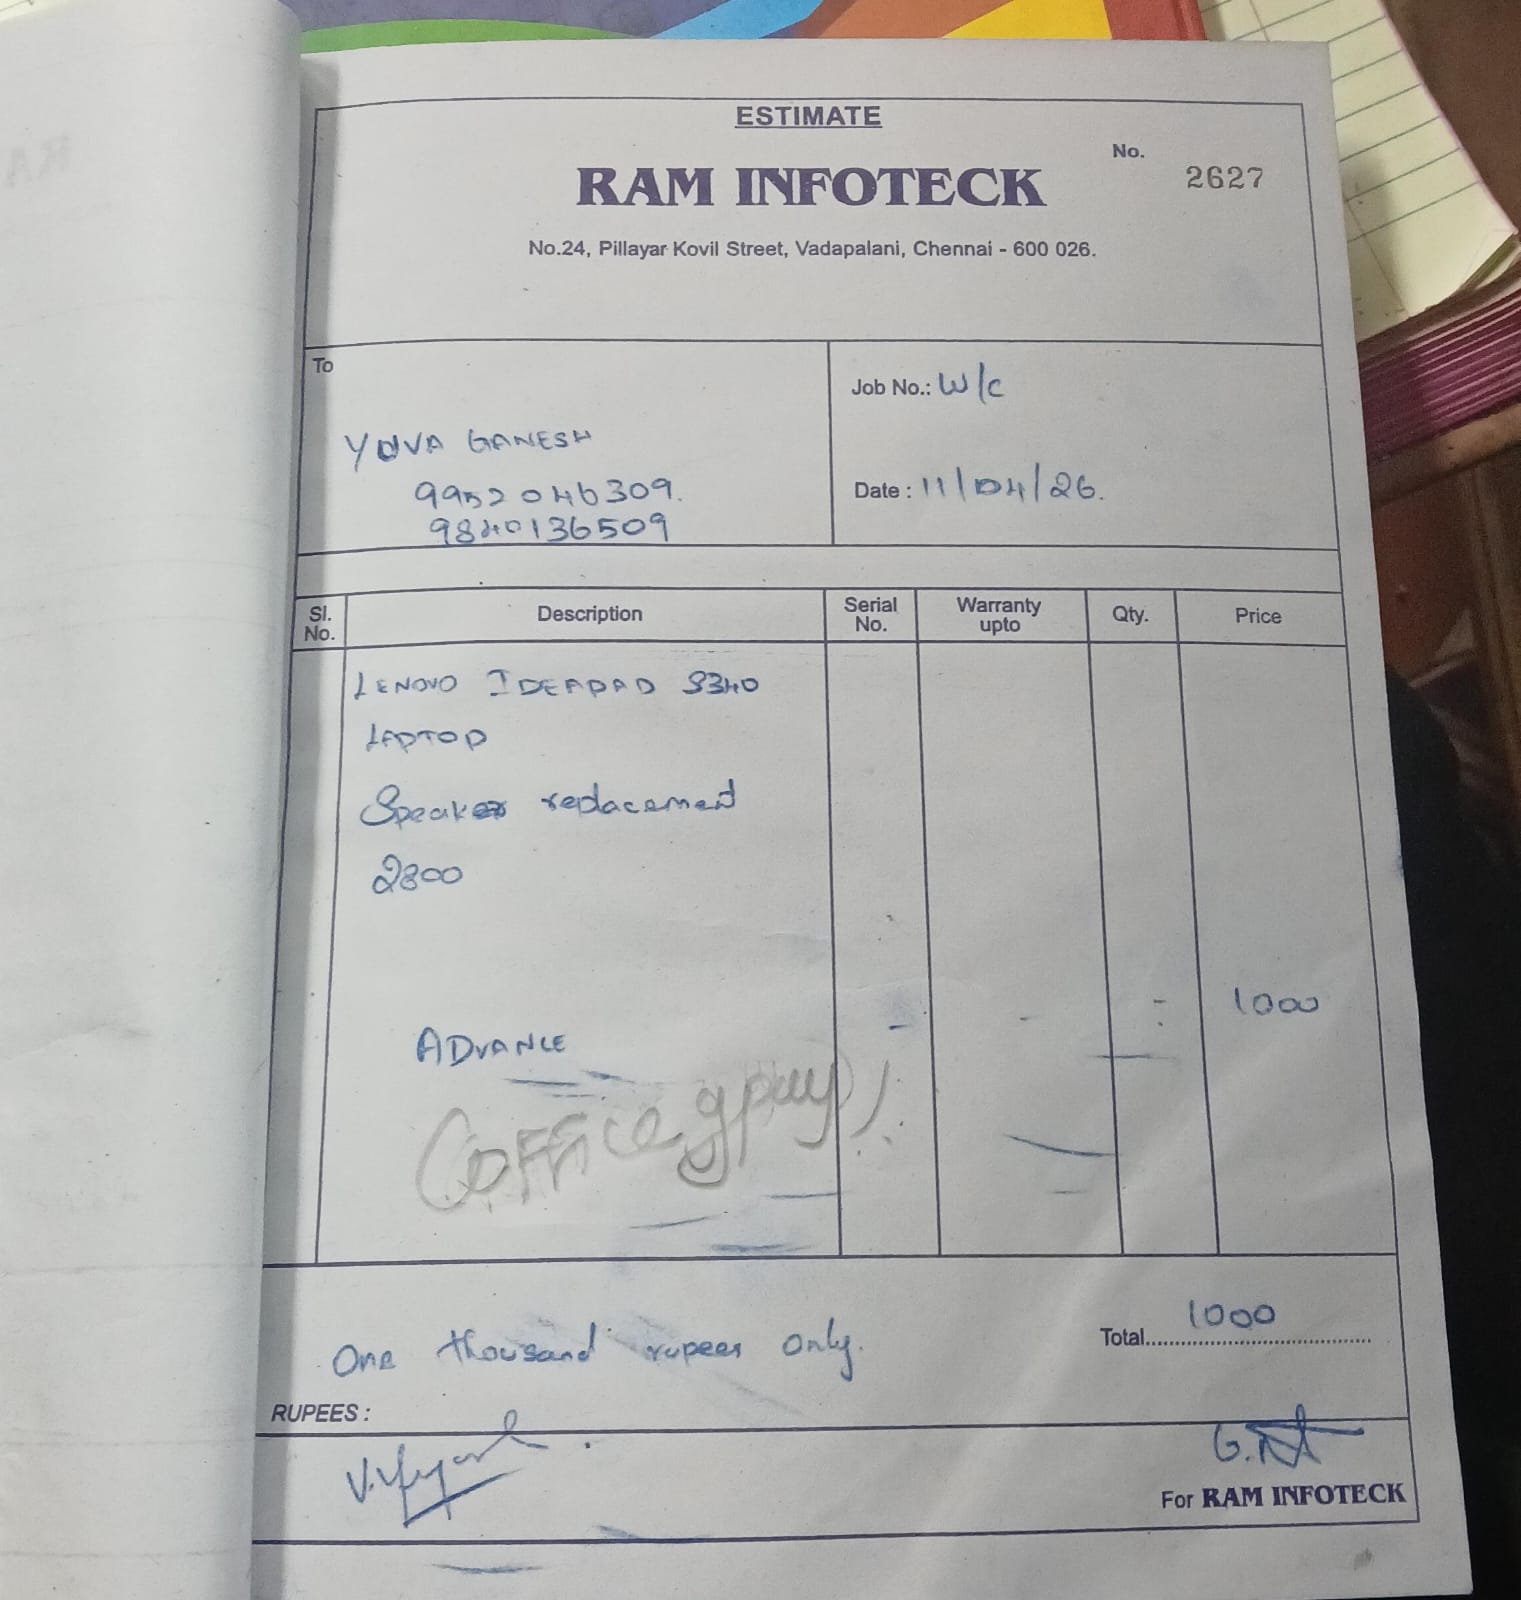 ESTIMATE
No.
2627
RAM INFOTECK
No.24, Pillayar Kovil Street, Vadapalani, Chennai - 600 026.
To
YUVA GANESH
9952046309.
9840136509
Job No.: W/C
Date : 11/04/26.
Sl. No. Description Serial No. Warranty upto Qty. Price
LENOVO IDEAPAD S340
LAPTOP
Speaker replacement
2800
1000
ADVANCE
(office gpay)
Total 1000
One thousand rupees only.
RUPEES :
For RAM INFOTECK